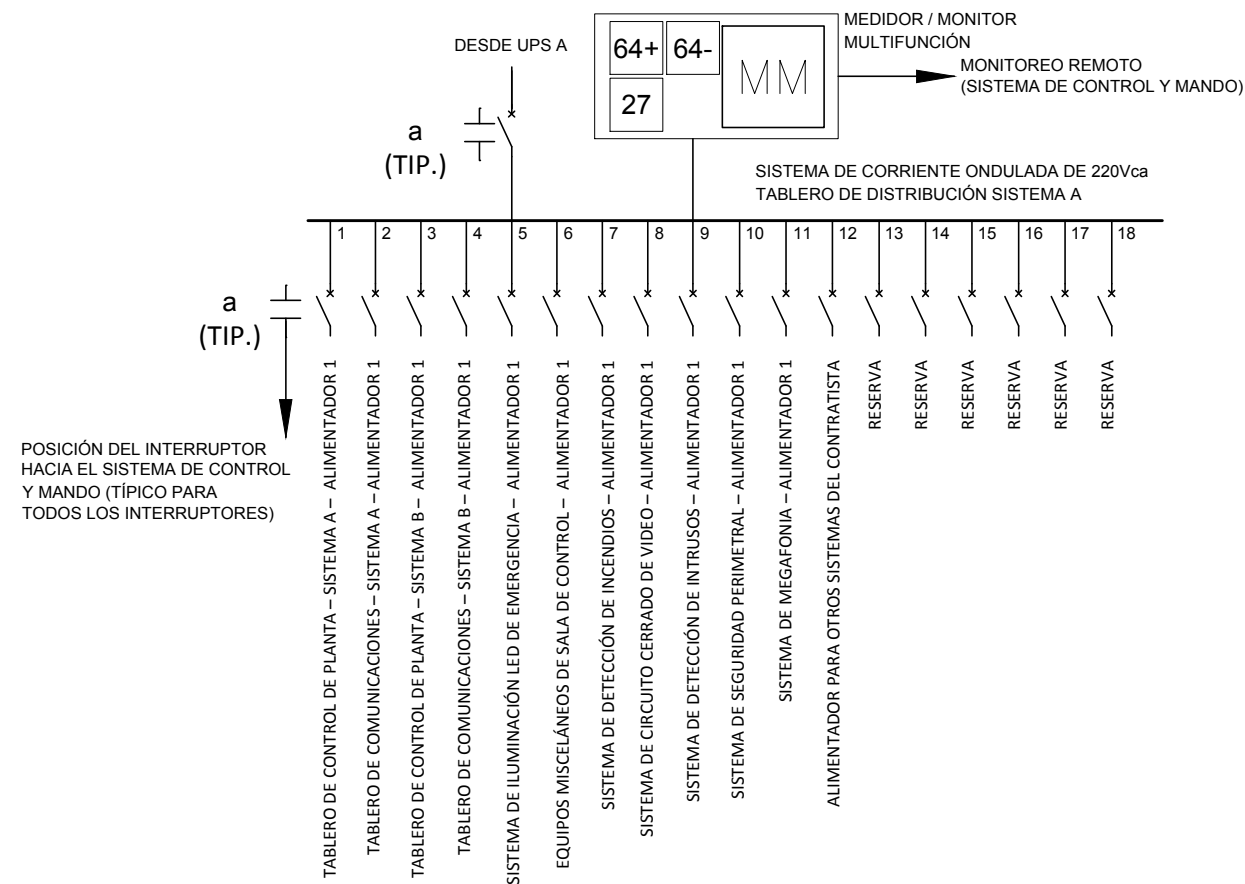 DESDE UPS A
64+ 64-
27
MM
MEDIDOR / MONITOR
MULTIFUNCIÓN
MONITOREO REMOTO
(SISTEMA DE CONTROL Y MANDO)
a
(TIP.)
SISTEMA DE CORRIENTE ONDULADA DE 220Vca
TABLERO DE DISTRIBUCIÓN SISTEMA A
1 2 3 4 5 6 7 8 9 10 11 12 13 14 15 16 17 18
a
(TIP.)
POSICIÓN DEL INTERRUPTOR
HACIA EL SISTEMA DE CONTROL
Y MANDO (TÍPICO PARA
TODOS LOS INTERRUPTORES)
TABLERO DE CONTROL DE PLANTA – SISTEMA A – ALIMENTADOR 1
TABLERO DE COMUNICACIONES – SISTEMA A – ALIMENTADOR 1
TABLERO DE CONTROL DE PLANTA – SISTEMA B – ALIMENTADOR 1
TABLERO DE COMUNICACIONES – SISTEMA B – ALIMENTADOR 1
SISTEMA DE ILUMINACIÓN LED DE EMERGENCIA – ALIMENTADOR 1
EQUIPOS MISCELÁNEOS DE SALA DE CONTROL – ALIMENTADOR 1
SISTEMA DE DETECCIÓN DE INCENDIOS – ALIMENTADOR 1
SISTEMA DE CIRCUITO CERRADO DE VIDEO – ALIMENTADOR 1
SISTEMA DE DETECCIÓN DE INTRUSOS – ALIMENTADOR 1
SISTEMA DE SEGURIDAD PERIMETRAL – ALIMENTADOR 1
SISTEMA DE MEGAFONIA – ALIMENTADOR 1
ALIMENTADOR PARA OTROS SISTEMAS DEL CONTRATISTA
RESERVA
RESERVA
RESERVA
RESERVA
RESERVA
RESERVA